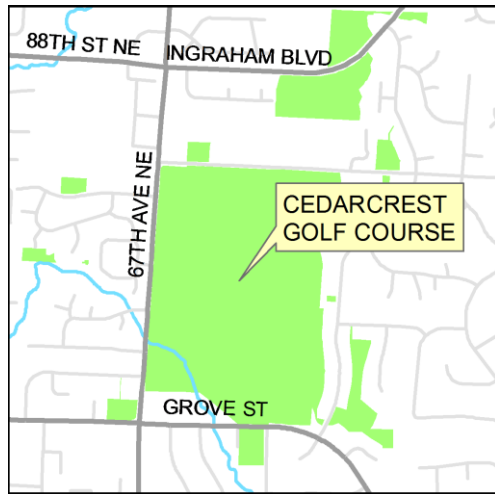 88TH ST NE
INGRAHAM BLVD
67TH AVE NE
CEDARCREST
GOLF COURSE
GROVE ST